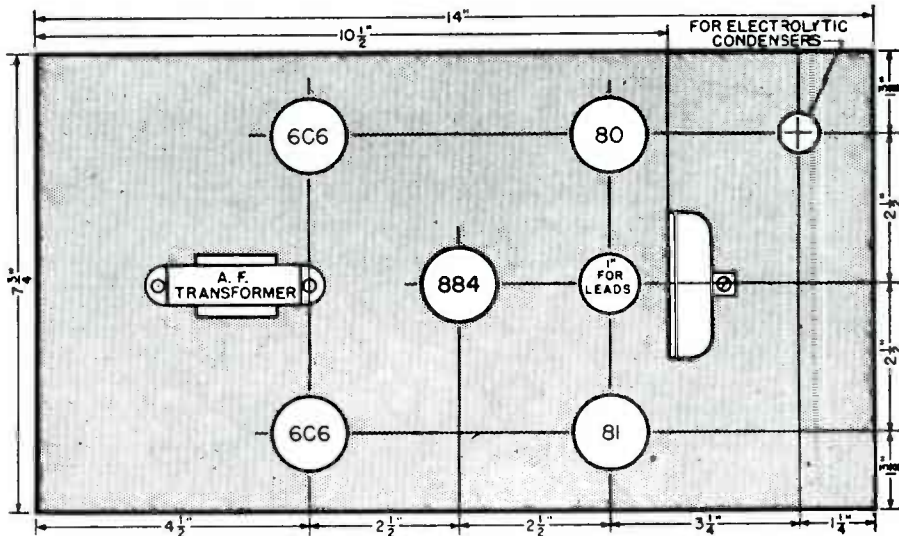 14"
10 1/2"
FOR ELECTROLYTIC
CONDENSERS
6C6
80
2 1/2"
7 3/4"
A. F.
TRANSFORMER
884
1"
FOR
LEADS
2 1/2"
6C6
81
4 1/2"
2 1/2"
2 1/2"
3 1/4"
1 1/4"